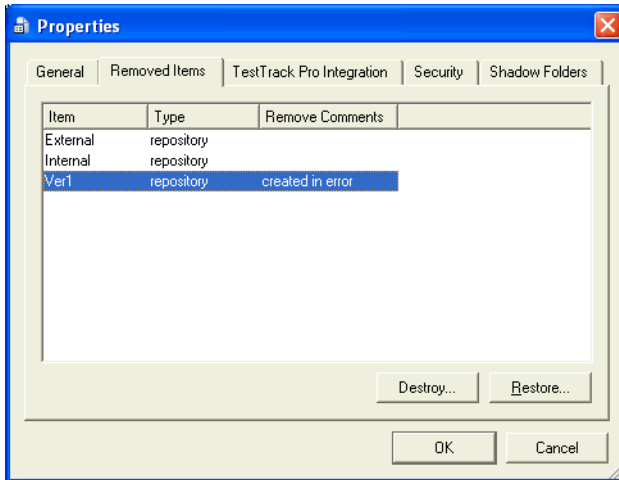 Properties
General Removed Items TestTrack Pro Integration Security Shadow Folders
Item Type Remove Comments
External repository
Internal repository
Ver1 repository created in error
Destroy... Restore...
OK Cancel